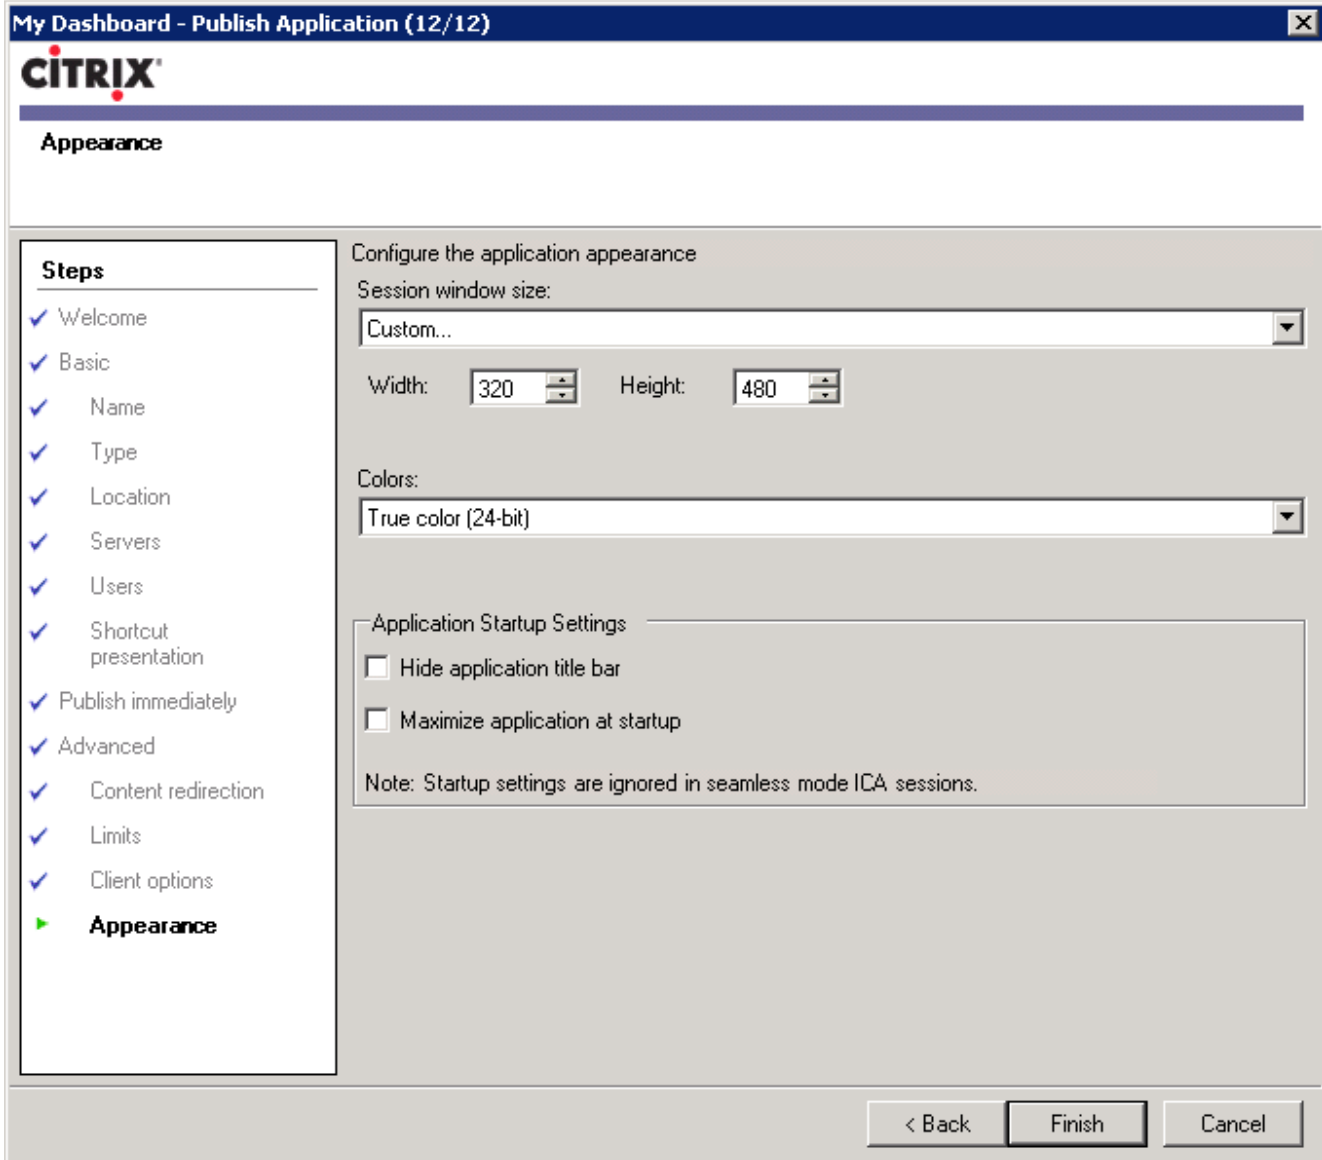 My Dashboard - Publish Application (12/12)
CITRIX
Appearance
Steps
Welcome
Basic
Name
Type
Location
Servers
Users
Shortcut
presentation
Publish immediately
Advanced
Content redirection
Limits
Client options
Appearance
Configure the application appearance
Session window size:
Custom...
Width: 320 Height: 480
Colors:
True color (24-bit)
Application Startup Settings
Hide application title bar
Maximize application at startup
Note: Startup settings are ignored in seamless mode ICA sessions.
< Back Finish Cancel